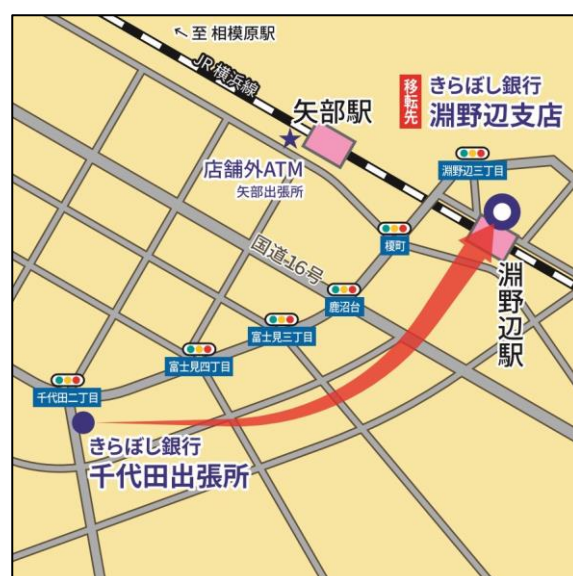 ←至 相模原駅
JR横浜線
矢部駅
移転先
きらぼし銀行
淵野辺支店
店舗外ATM
矢部出張所
淵野辺三丁目
榎町
国道16号
淵野辺駅
鹿沼台
富士見三丁目
富士見四丁目
千代田二丁目
きらぼし銀行
千代田出張所